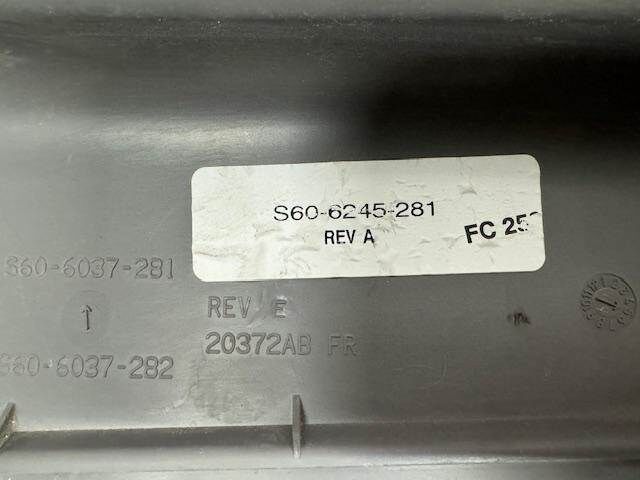 S60-6245-281
REV A
FC 25
S60-6037-281
REV E
20372AB FR
S60-6037-282